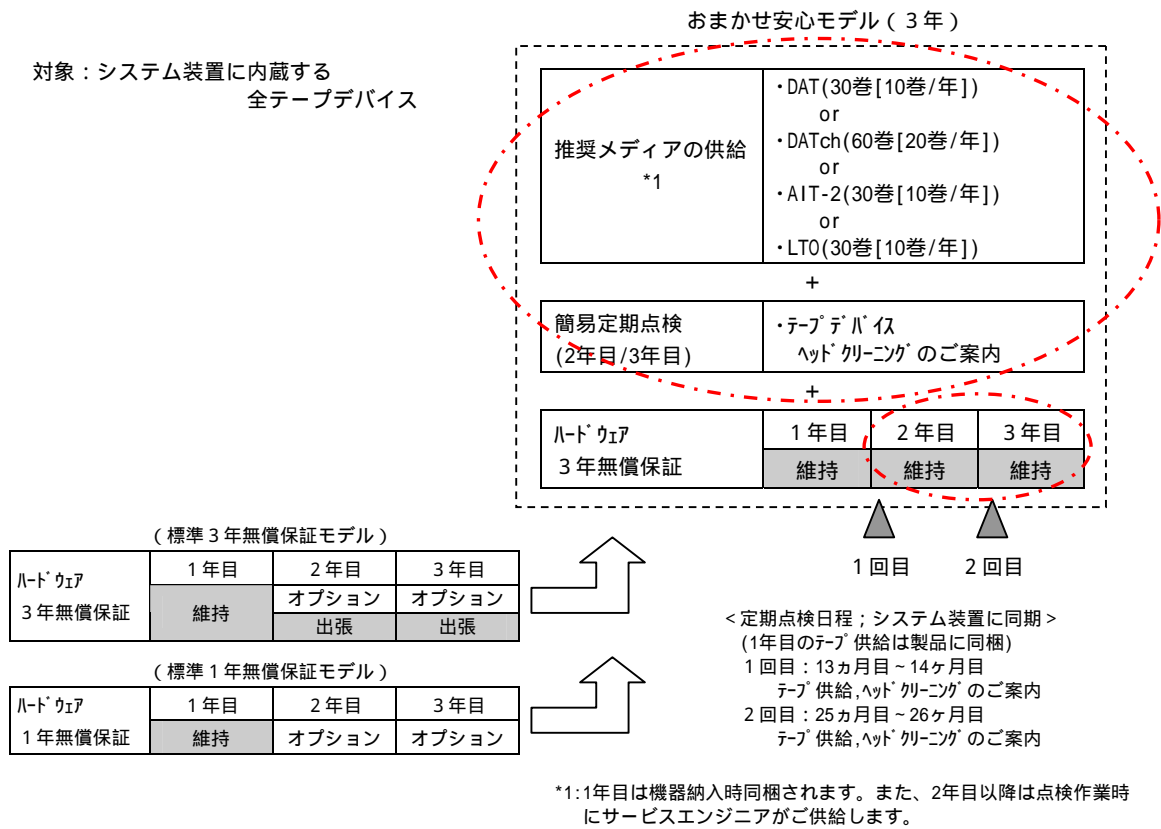 おまかせ安心モデル(3年)
対象：システム装置に内蔵する
全テープデバイス
推奨メディアの供給
*1
・DAT(30巻[10巻/年])
or
・DATch(60巻[20巻/年])
or
・AIT-2(30巻[10巻/年])
or
・LTO(30巻[10巻/年])
+
簡易定期点検
(2年目/3年目)
・ﾃｰﾌﾟﾃﾞﾊﾞｲｽ
ﾍｯﾄﾞｸﾘｰﾆﾝｸﾞのご案内
+
ﾊｰﾄﾞｳｪｱ
3年無償保証
1年目 2年目 3年目
維持 維持 維持
1回目 2回目
(標準3年無償保証モデル)
ﾊｰﾄﾞｳｪｱ
3年無償保証
1年目 2年目 3年目
維持 オプション オプション
出張 出張
(標準1年無償保証モデル)
ﾊｰﾄﾞｳｪｱ
1年無償保証
1年目 2年目 3年目
維持 オプション オプション
<定期点検日程；システム装置に同期>
(1年目のﾃｰﾌﾟ供給は製品に同梱)
1回目：13ヵ月目~14ヶ月目
ﾃｰﾌﾟ供給,ﾍｯﾄﾞｸﾘｰﾆﾝｸﾞのご案内
2回目：25ヵ月目~26ヶ月目
ﾃｰﾌﾟ供給,ﾍｯﾄﾞｸﾘｰﾆﾝｸﾞのご案内
*1:1年目は機器納入時同梱されます。また、2年目以降は点検作業時
にサービスエンジニアがご供給します。